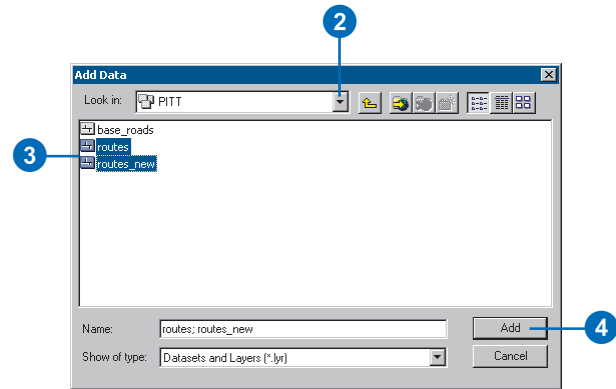 2
Add Data
Look in: PITT
base_roads
routes
routes_new
3
Name: routes; routes_new Add
4
Show of type: Datasets and Layers (*.lyr) Cancel